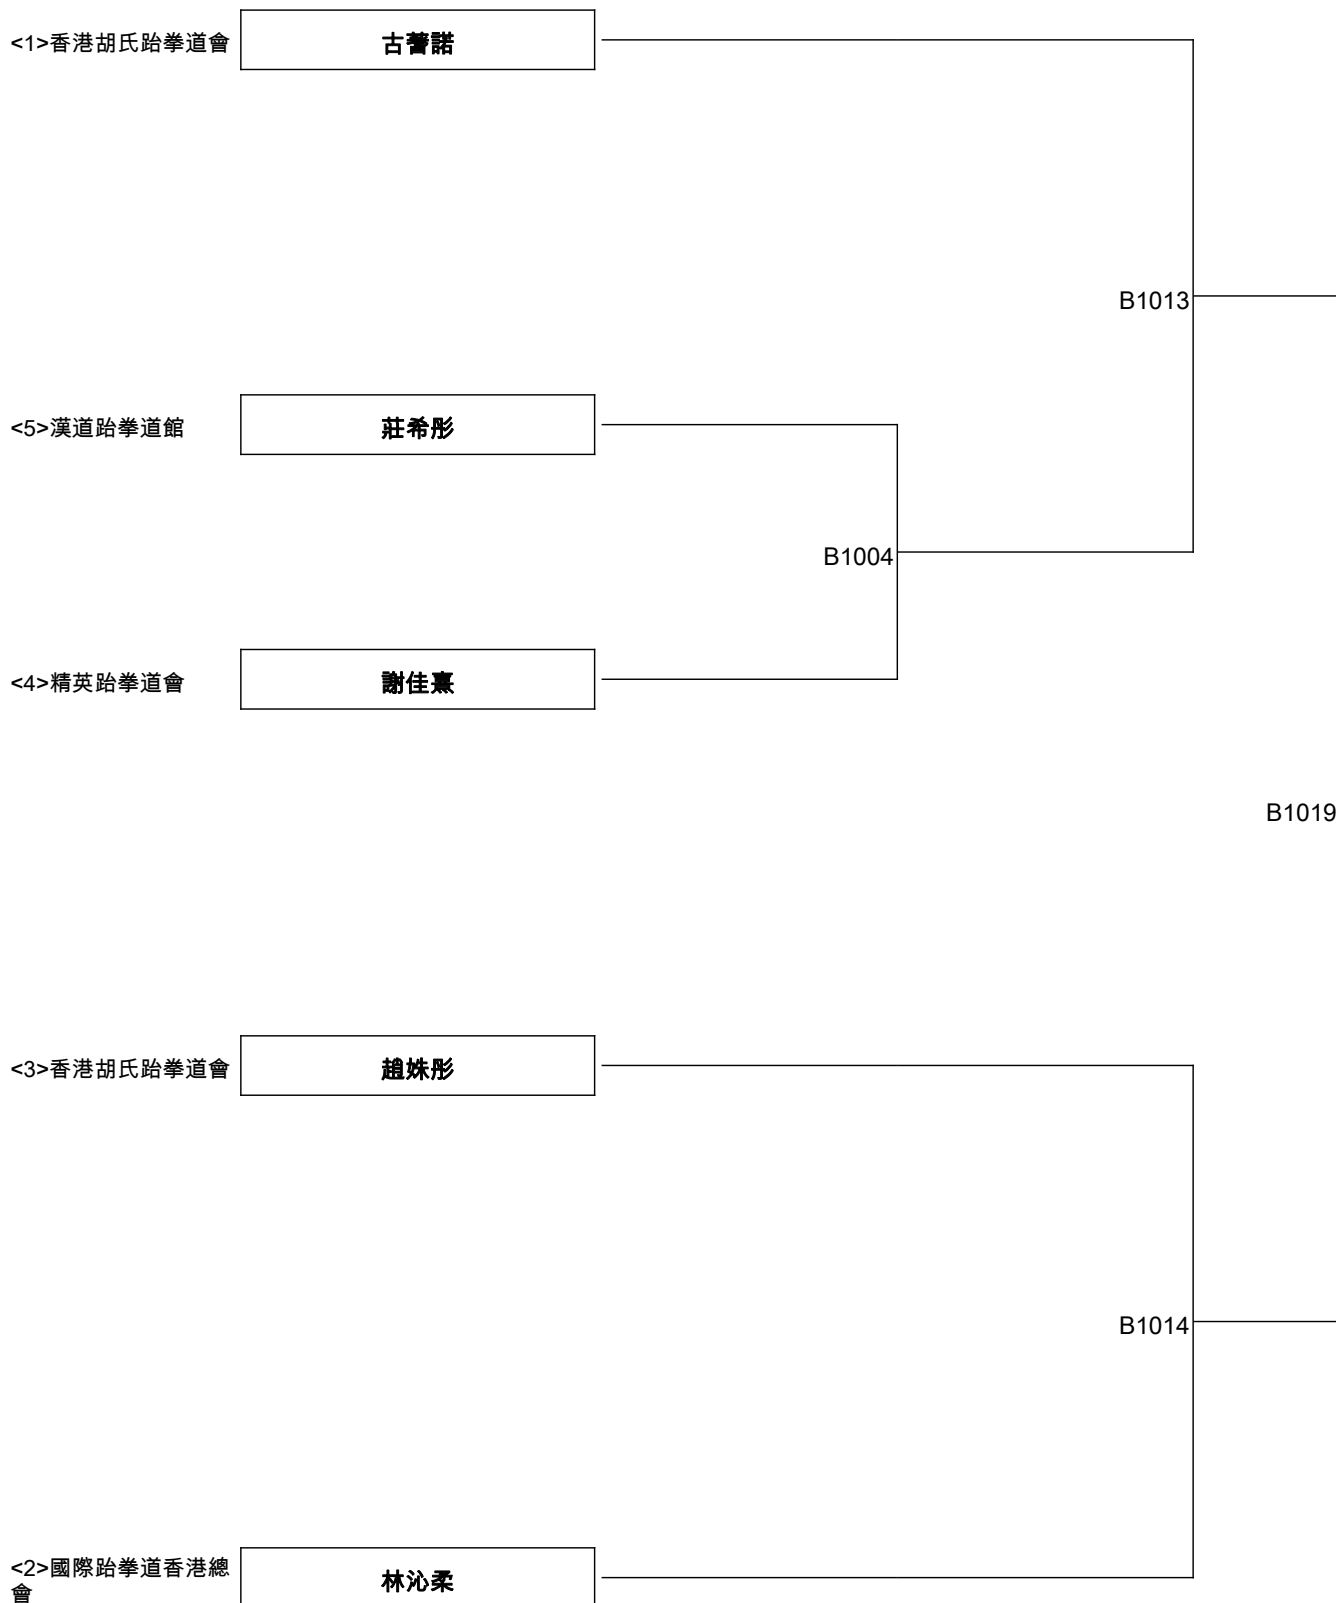 <1>香港胡氏跆拳道會
古蕾諾
B1013
<5>漢道跆拳道館
莊希彤
B1004
<4>精英跆拳道會
謝佳熹
B1019
<3>香港胡氏跆拳道會
趙姝彤
B1014
<2>國際跆拳道香港總
會
林沁柔